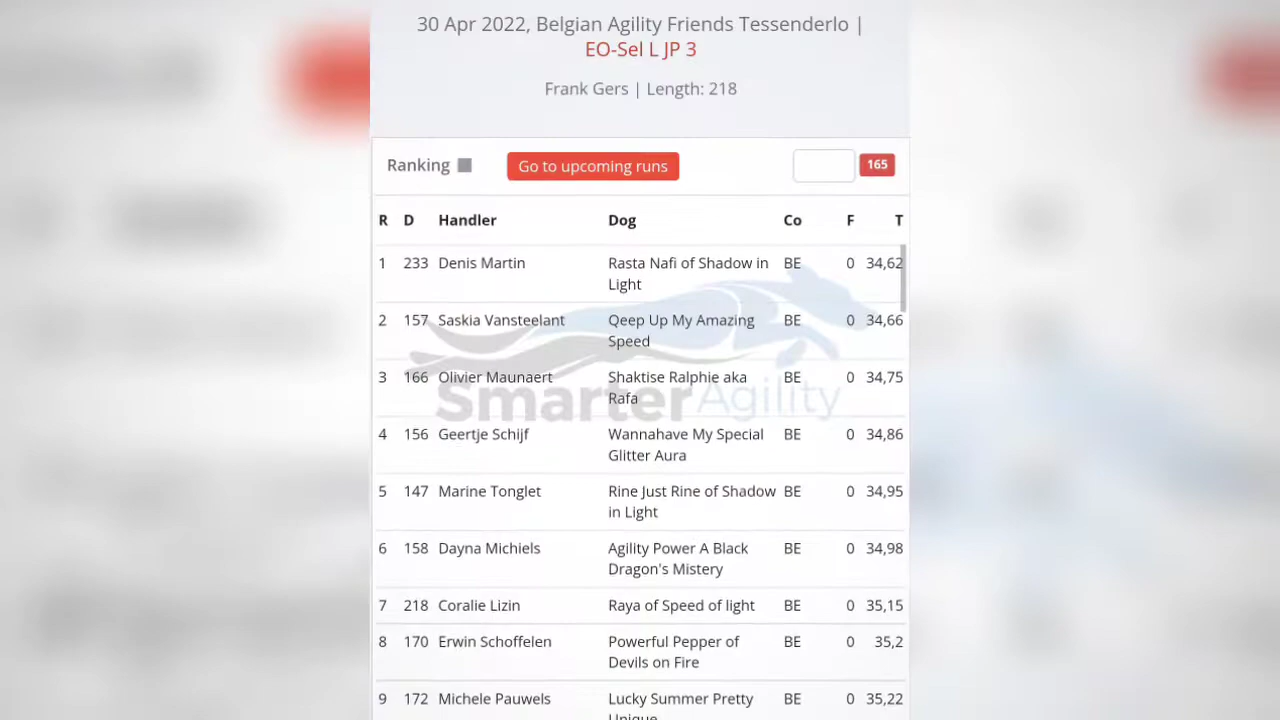 30 Apr 2022, Belgian Agility Friends Tessenderlo |
EO-Sel L JP 3
Frank Gers | Length: 218
Ranking Go to upcoming runs 165
R D Handler Dog Co F T
1 233 Denis Martin Rasta Nafi of Shadow in BE 0 34,62
Light
2 157 Saskia Vansteelant Qeep Up My Amazing BE 0 34,66
Speed
3 166 Olivier Maunaert Shaktise Ralphie aka BE 0 34,75
Rafa
SmarterAgility
4 156 Geertje Schijf Wannahave My Special BE 0 34,86
Glitter Aura
5 147 Marine Tonglet Rine Just Rine of Shadow BE 0 34,95
in Light
6 158 Dayna Michiels Agility Power A Black BE 0 34,98
Dragon's Mistery
7 218 Coralie Lizin Raya of Speed of light BE 0 35,15
8 170 Erwin Schoffelen Powerful Pepper of BE 0 35,2
Devils on Fire
9 172 Michele Pauwels Lucky Summer Pretty BE 0 35,22
Unique